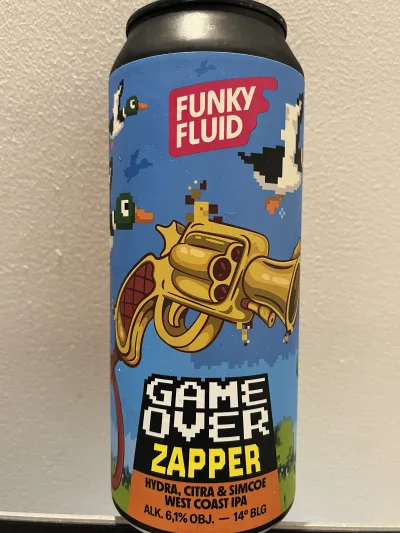 FUNKY
FLUID
GAME
OVER
ZAPPER
HYDRA, CITRA & SIMCOE
WEST COAST IPA
ALK. 6,1% OBJ. — 14° BLG